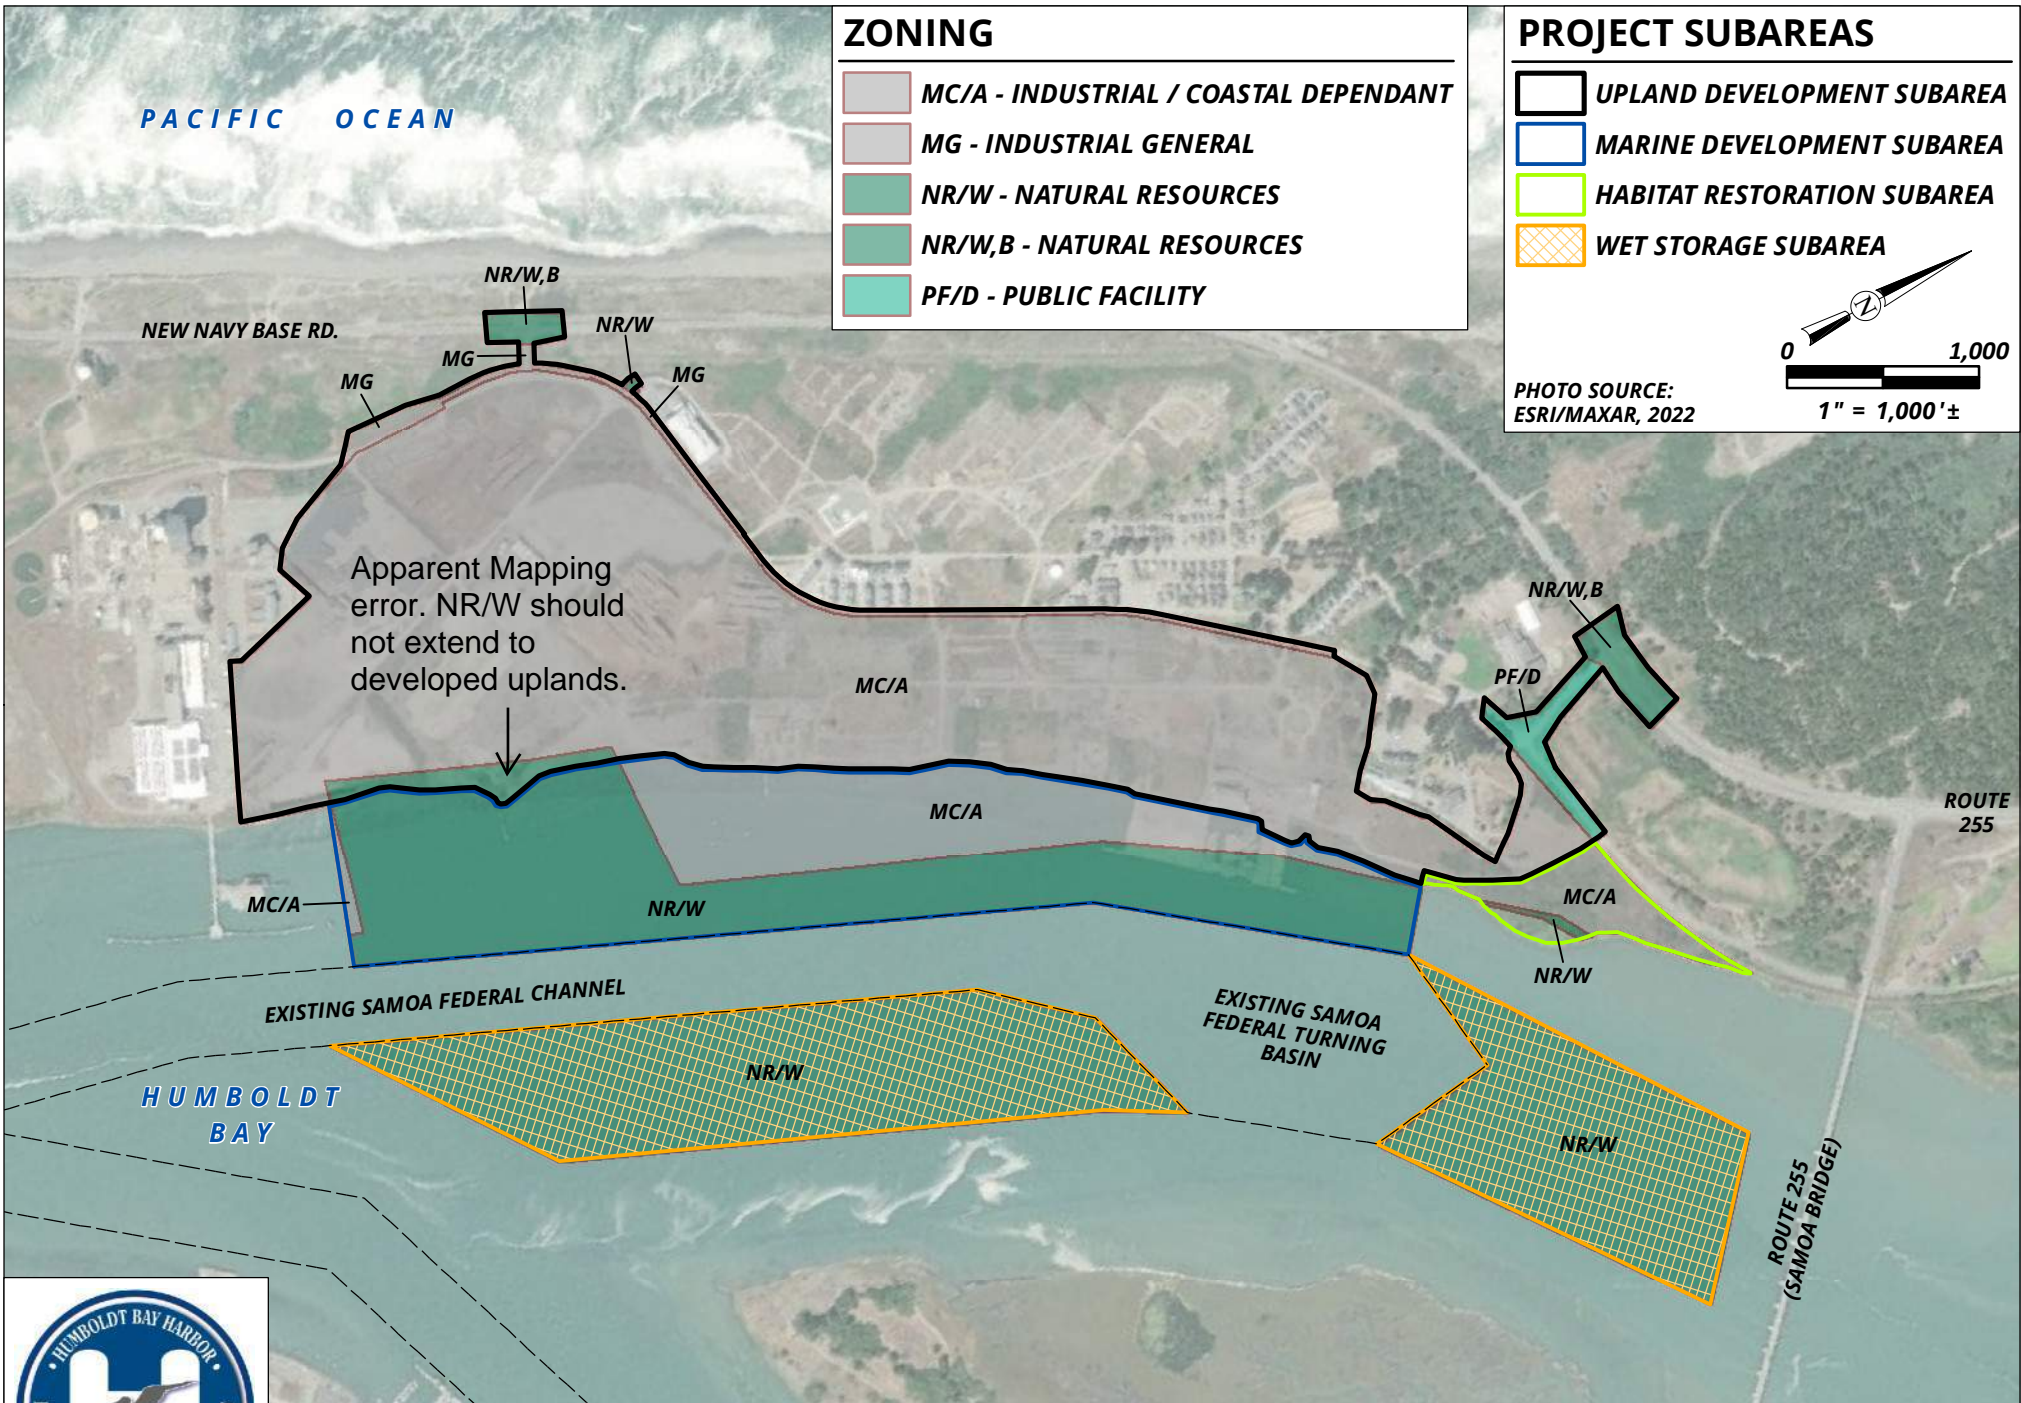 ZONING
MC/A - INDUSTRIAL / COASTAL DEPENDANT
MG - INDUSTRIAL GENERAL
NR/W - NATURAL RESOURCES
NR/W,B - NATURAL RESOURCES
PF/D - PUBLIC FACILITY
PROJECT SUBAREAS
UPLAND DEVELOPMENT SUBAREA
MARINE DEVELOPMENT SUBAREA
HABITAT RESTORATION SUBAREA
WET STORAGE SUBAREA
N
0 1,000
1" = 1,000'±
PHOTO SOURCE:
ESRI/MAXAR, 2022
PACIFIC OCEAN
NR/W,B
NEW NAVY BASE RD.
NR/W
MG
MG
MG
Apparent Mapping
error. NR/W should
not extend to
developed uplands.
NR/W,B
MC/A
PF/D
MC/A
ROUTE
255
MC/A
MC/A
NR/W
NR/W
EXISTING SAMOA FEDERAL CHANNEL
EXISTING SAMOA
FEDERAL TURNING
BASIN
NR/W
HUMBOLDT
BAY
NR/W
ROUTE 255
(SAMOA BRIDGE)
HUMBOLDT BAY HARBOR